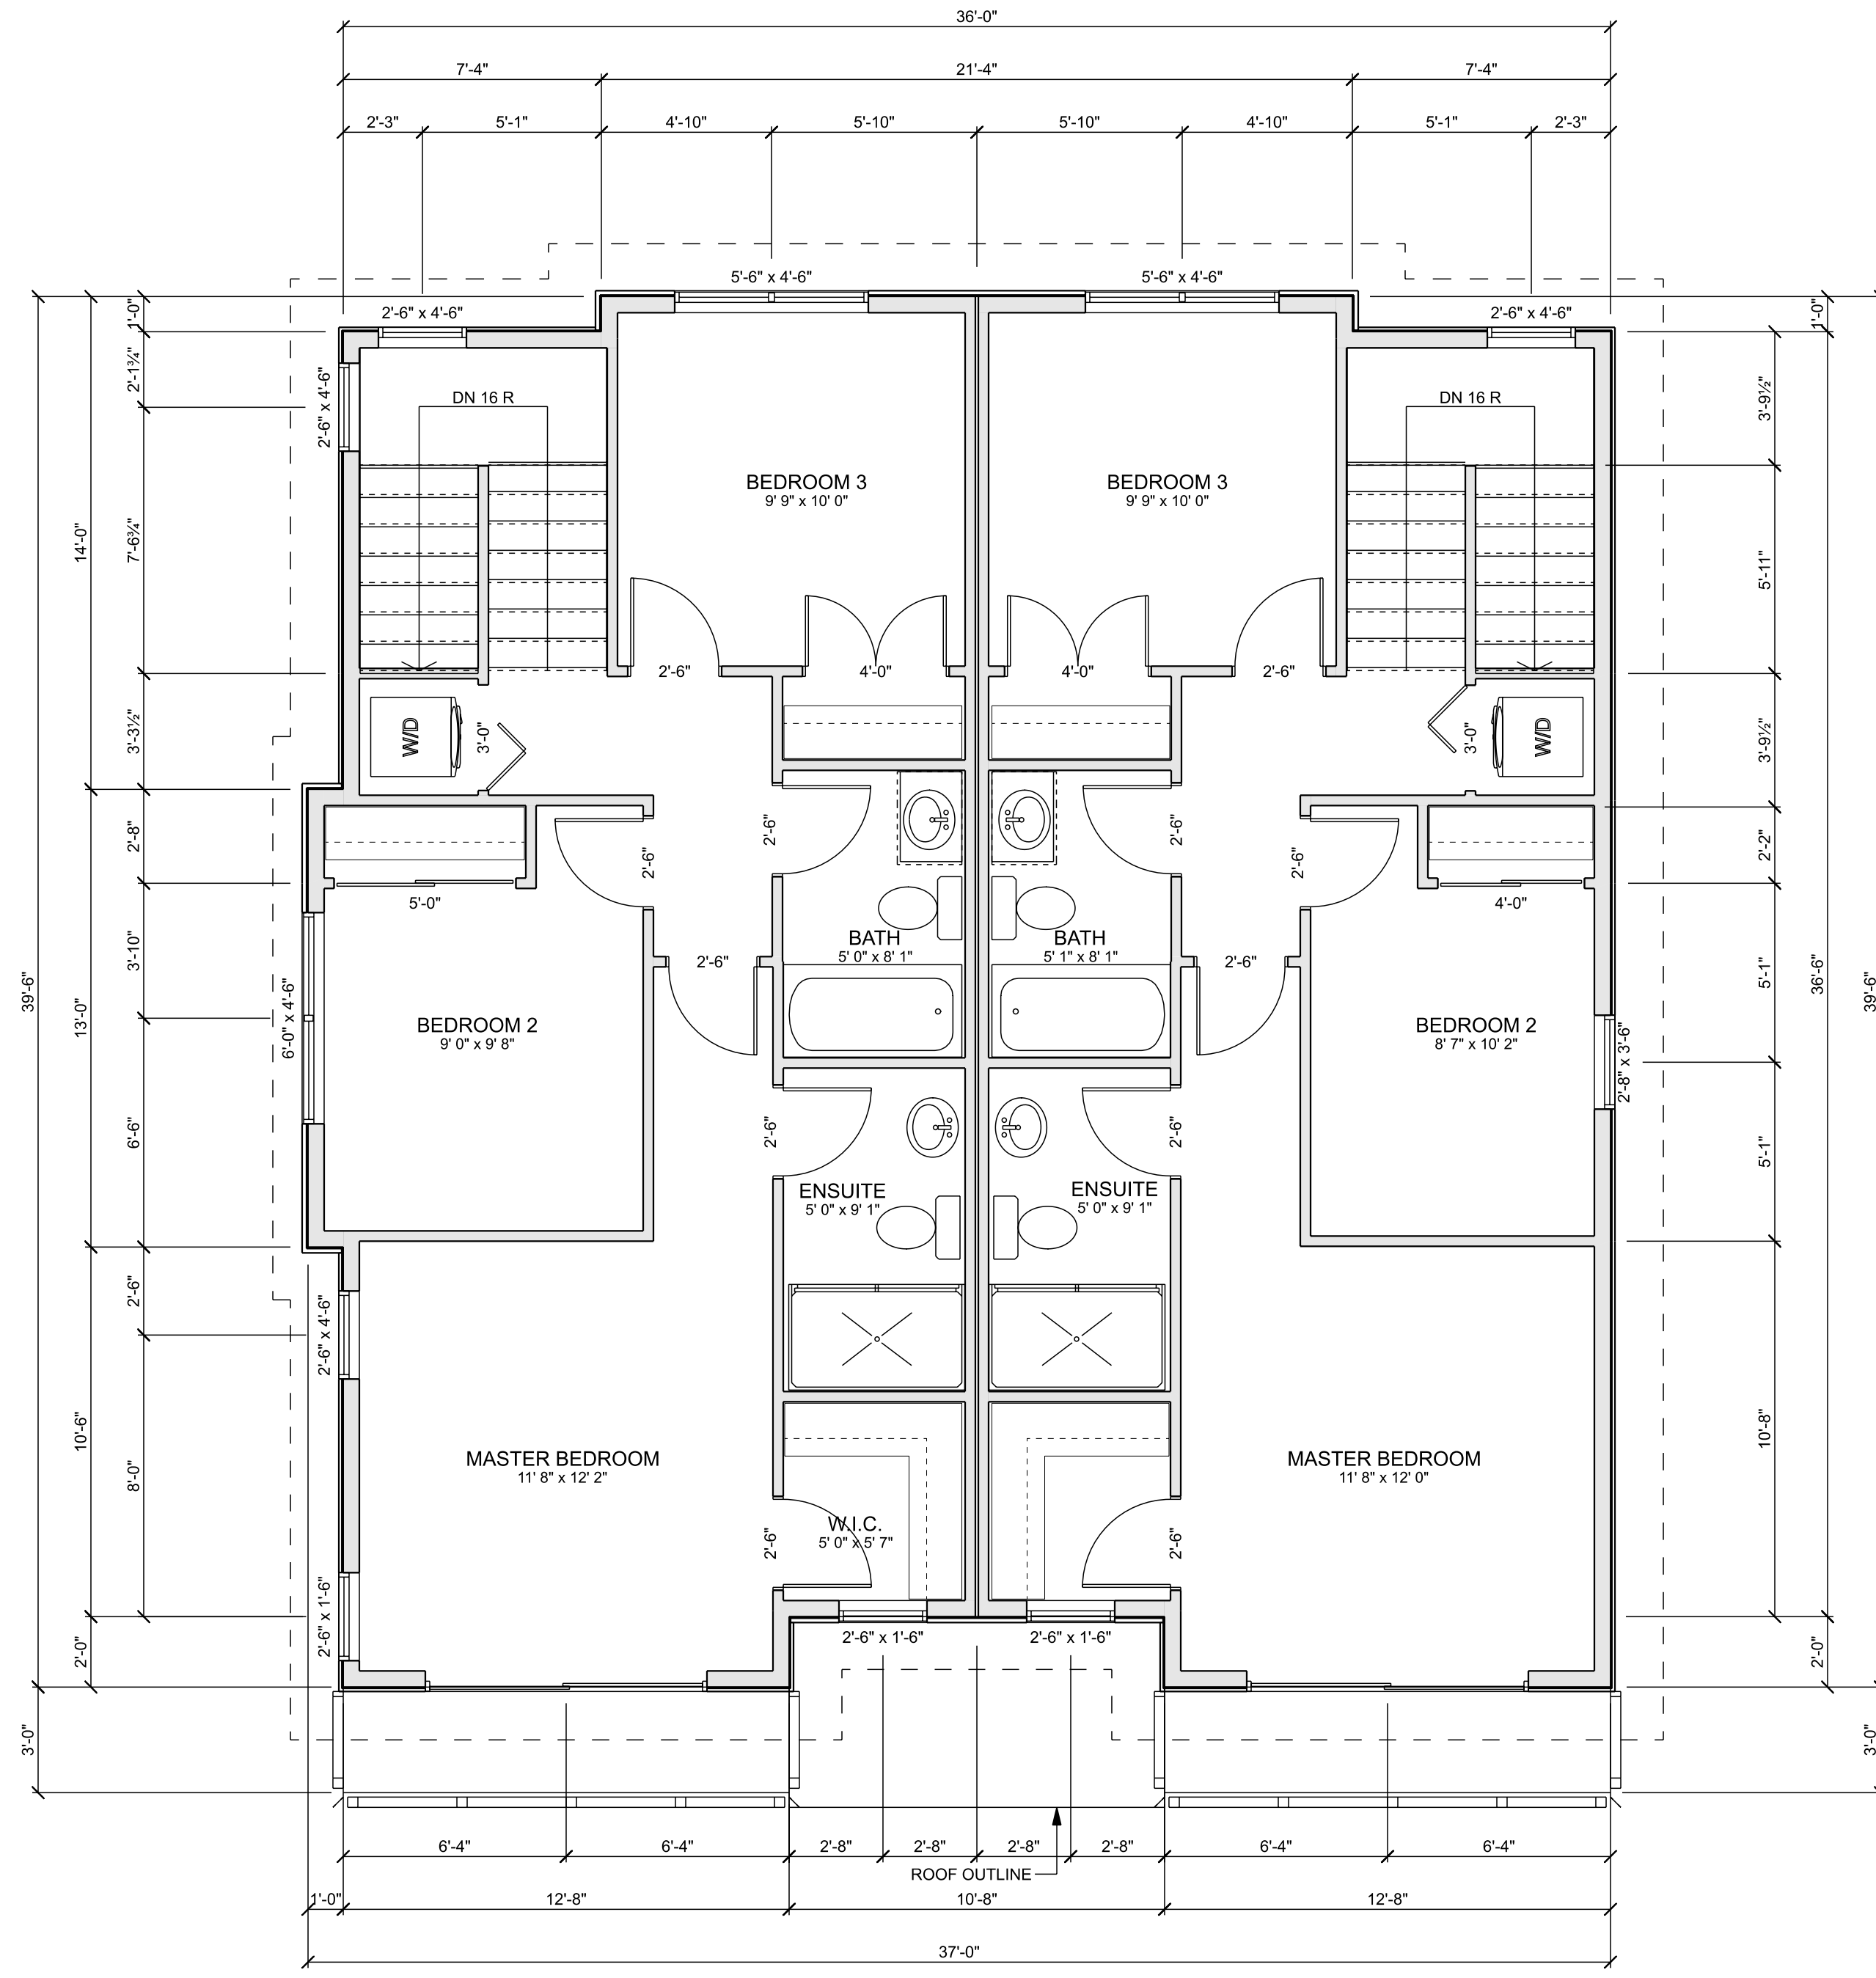 36'-0"
7'-4" 21'-4" 7'-4"
2'-3" 5'-1" 4'-10" 5'-10" 5'-10" 4'-10" 5'-1" 2'-3"
5'-6" x 4'-6" 5'-6" x 4'-6"
2'-6" x 4'-6" 2'-6" x 4'-6"
1'-0"
2'-1¾"
7'-6¾"
3'-3½"
2'-8"
3'-10"
6'-6"
2'-6"
8'-0"
14'-0"
13'-0"
10'-6"
2'-0"
39'-6"
3'-0"
2'-6" x 4'-6"
6'-0" x 4'-6"
2'-6" x 4'-6"
2'-6" x 1'-6"
DN 16 R DN 16 R
BEDROOM 3 BEDROOM 3
9' 9" x 10' 0" 9' 9" x 10' 0"
2'-6" 4'-0" 4'-0" 2'-6"
W/D 3'-0" 3'-0" W/D
2'-6" 2'-6" 2'-6" 2'-6"
5'-0" 4'-0"
BATH BATH
5' 0" x 8' 1" 5' 1" x 8' 1"
2'-6" 2'-6"
BEDROOM 2 BEDROOM 2
9' 0" x 9' 8" 8' 7" x 10' 2"
2'-6" 2'-6"
ENSUITE ENSUITE
5' 0" x 9' 1" 5' 0" x 9' 1"
MASTER BEDROOM MASTER BEDROOM
11' 8" x 12' 2" 11' 8" x 12' 0"
W.I.C.
5' 0" x 5' 7"
2'-6" 2'-6"
2'-6" x 1'-6" 2'-6" x 1'-6"
2'-8" x 3'-6"
3'-9½"
5'-11"
3'-9½"
2'-2"
5'-1"
5'-1"
10'-8"
1'-0"
36'-6"
2'-0"
39'-6"
3'-0"
6'-4" 6'-4" 2'-8" 2'-8" 2'-8" 2'-8" 6'-4" 6'-4"
ROOF OUTLINE
1'-0" 12'-8" 10'-8" 12'-8"
37'-0"